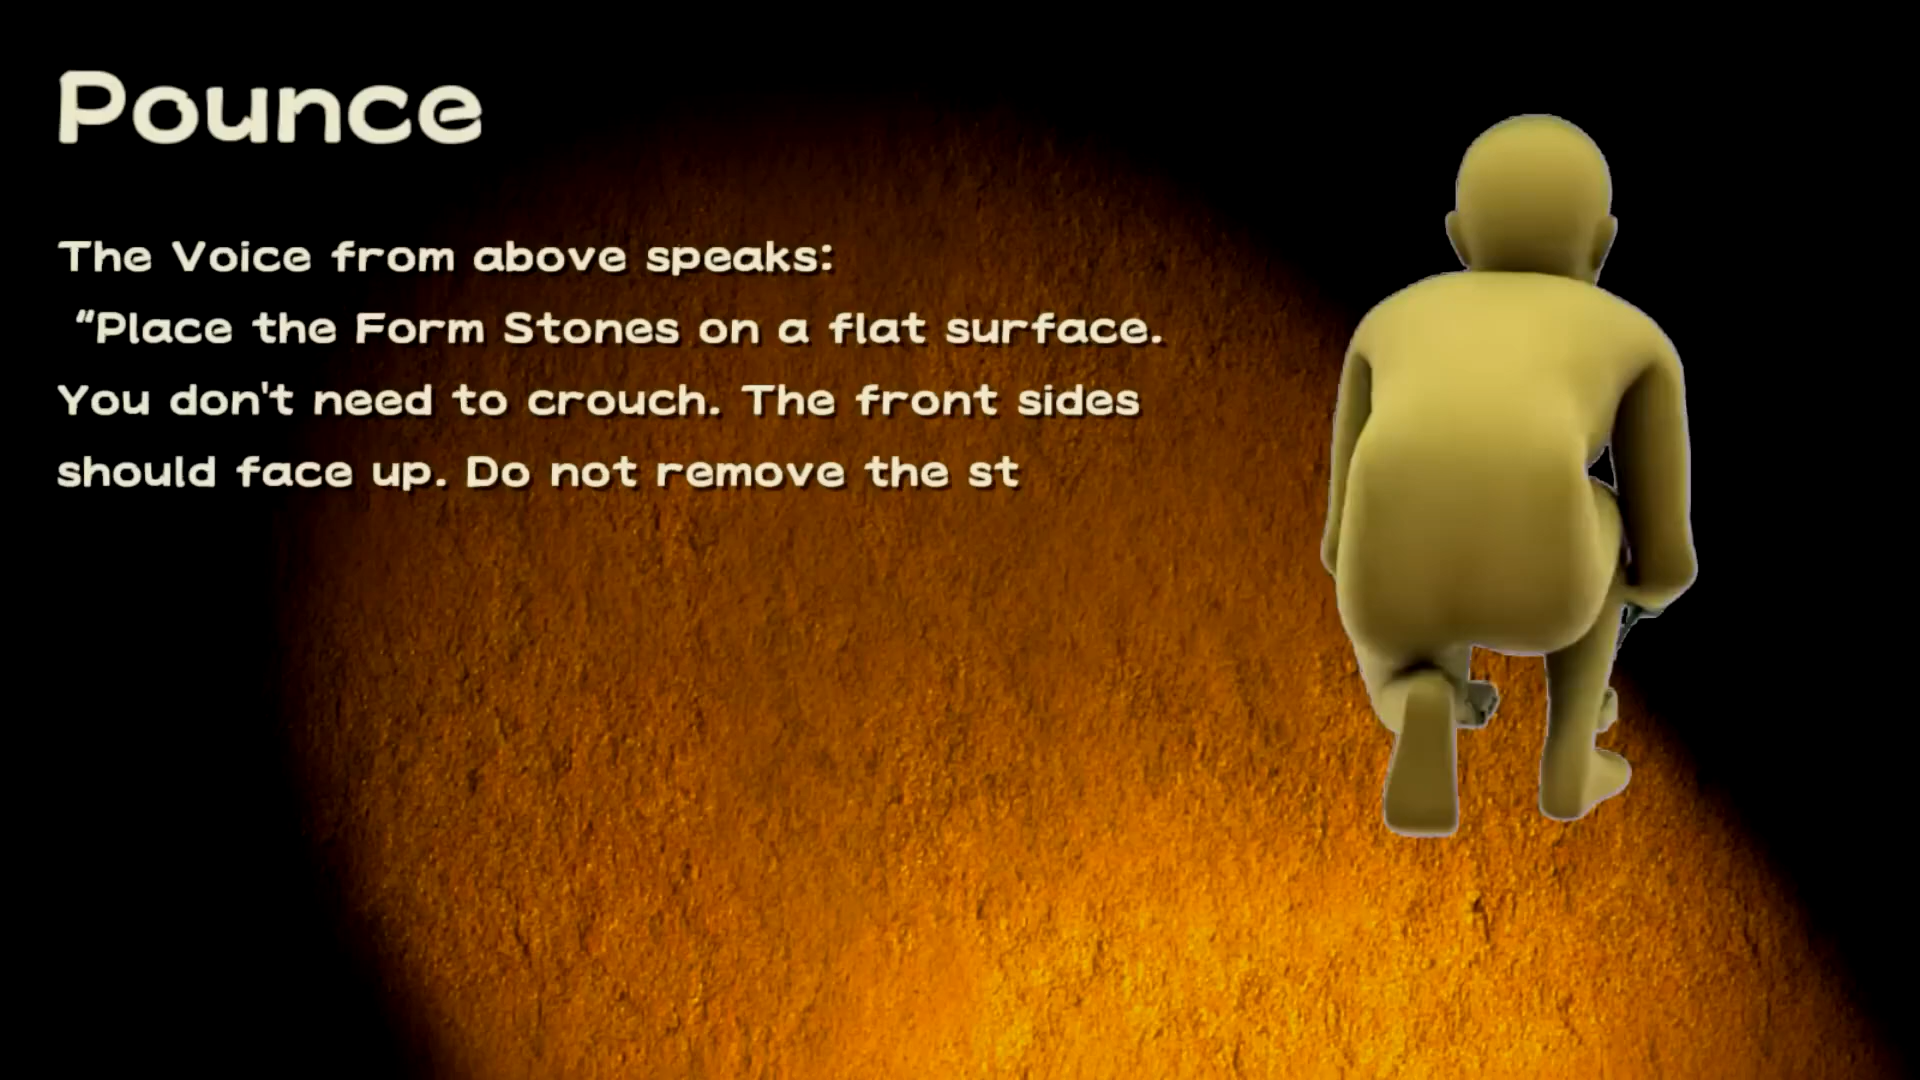 Pounce
The Voice from above speaks:
“Place the Form Stones on a flat surface.
You don't need to crouch. The front sides
should face up. Do not remove the st